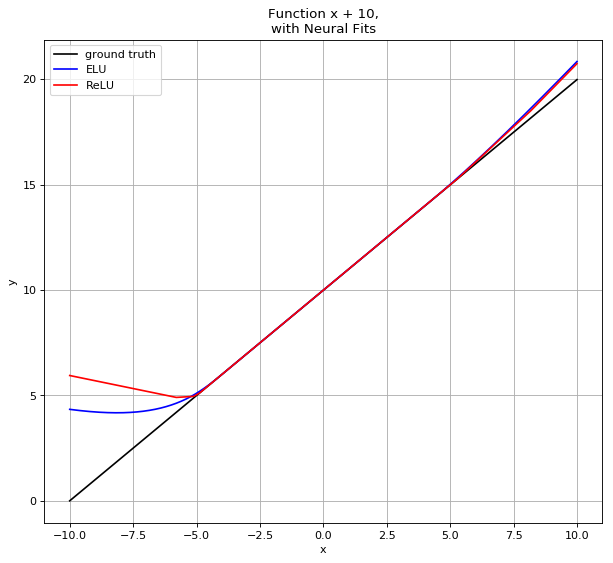 Function x + 10,
with Neural Fits
ground truth
ELU
ReLU
20
15
10
5
0
y
−10.0 −7.5 −5.0 −2.5 0.0 2.5 5.0 7.5 10.0
x